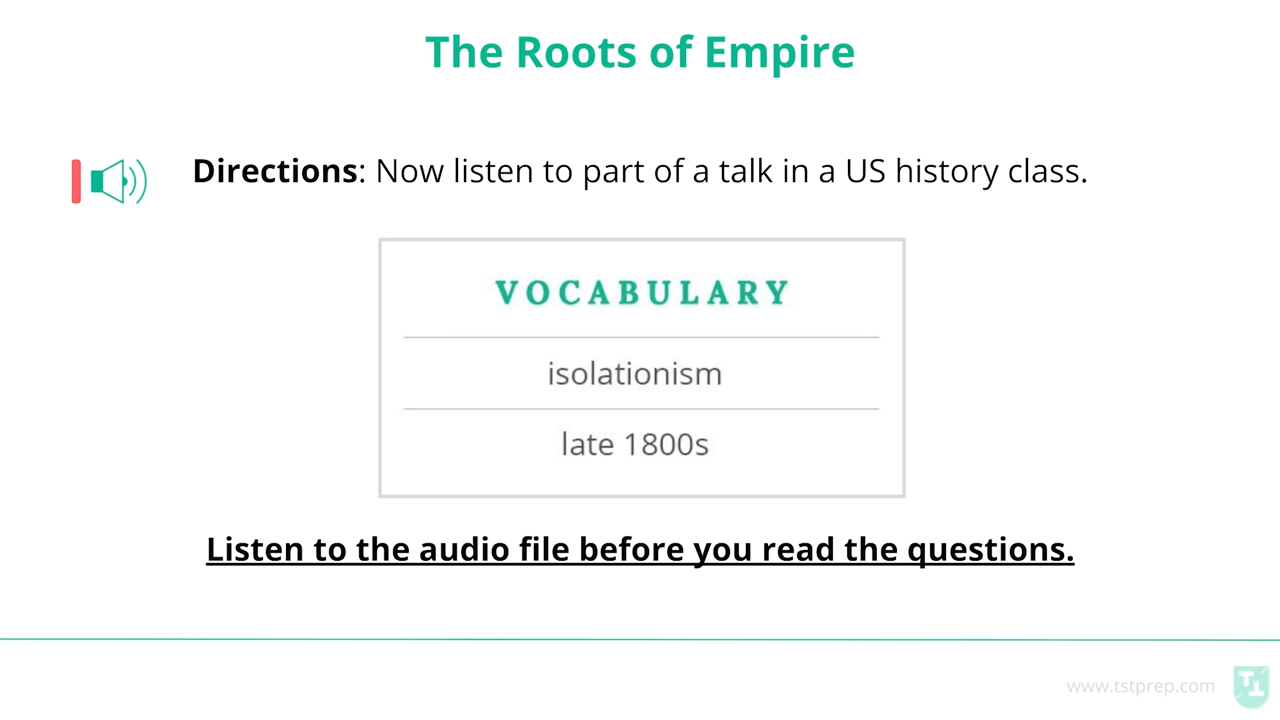 The Roots of Empire
Directions: Now listen to part of a talk in a US history class.
VOCABULARY
isolationism
late 1800s
Listen to the audio file before you read the questions.
www.tstprep.com